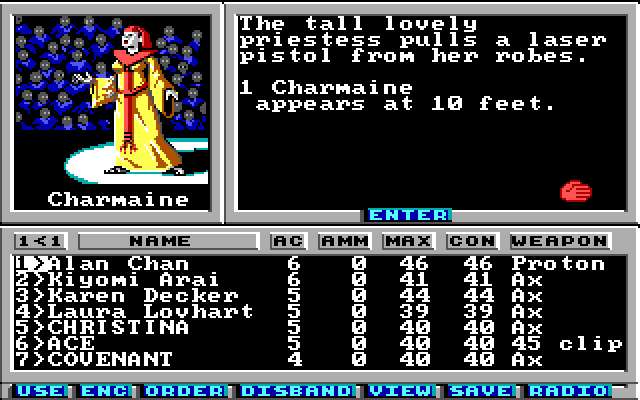 The tall lovely
priestess pulls a laser
pistol from her robes.
1 Charmaine
appears at 10 feet.
Charmaine
ENTER
1<1 NAME AC AMM MAX CON WEAPON
1>Alan Chan 6 0 46 46 Proton
2>Kiyomi Arai 6 0 41 41 Ax
3>Karen Decker 5 0 44 44 Ax
4>Laura Lovhart 5 0 39 39 Ax
5>CHRISTINA 5 0 40 40 Ax
6>ACE 5 0 40 40 45 clip
7>COVENANT 4 0 40 40 Ax
USE ENC ORDER DISBAND VIEW SAVE RADIO